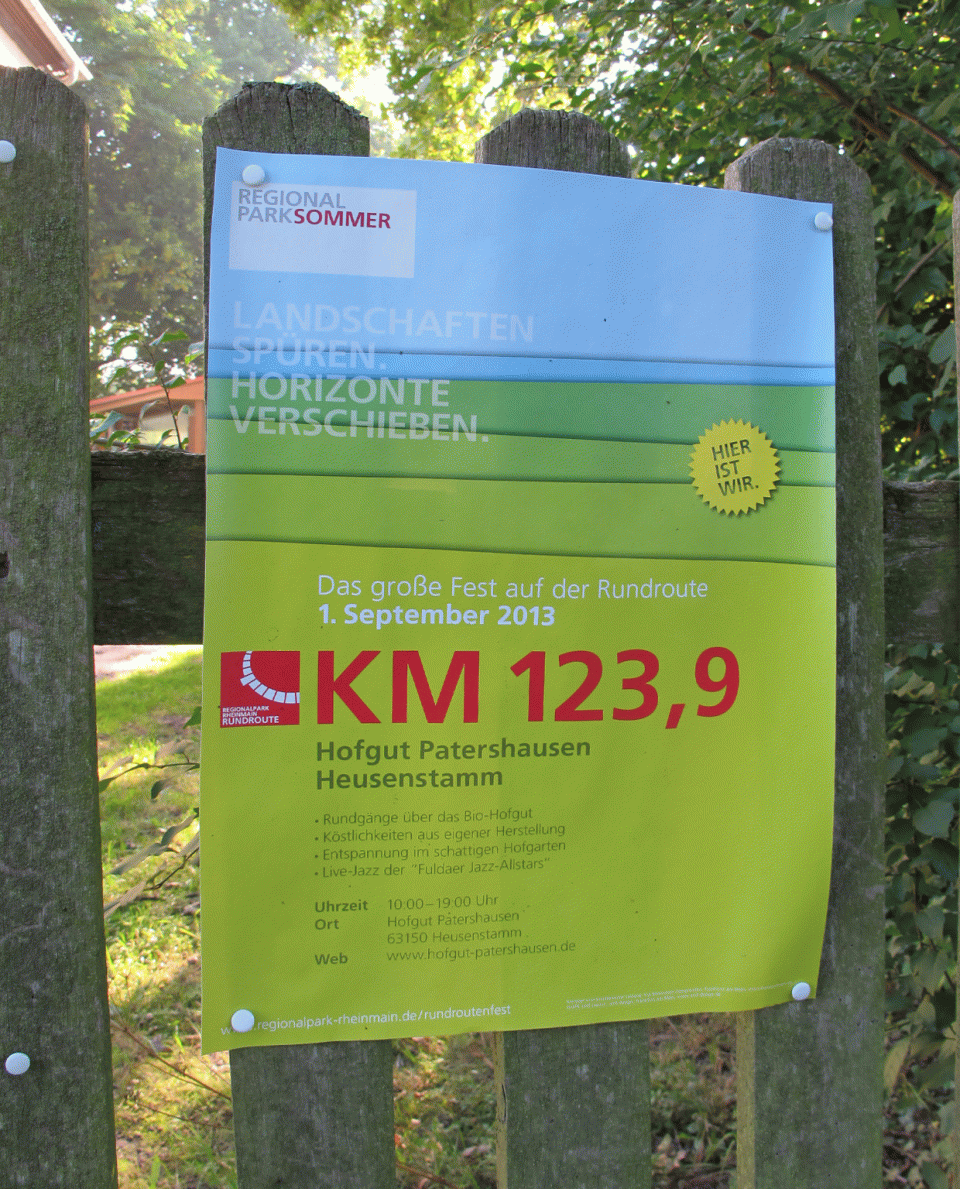 REGIONAL
PARKSOMMER
LANDSCHAFTEN
SPÜREN.
HORIZONTE
VERSCHIEBEN.
HIER
IST
WIR.
Das große Fest auf der Rundroute
1. September 2013
REGIONALPARK
RHEINMAIN
RUNDROUTE
KM 123,9
Hofgut Patershausen
Heusenstamm
• Rundgänge über das Bio-Hofgut
• Köstlichkeiten aus eigener Herstellung
• Entspannung im schattigen Hofgarten
• Live-Jazz der "Fuldaer Jazz-Allstars"
Uhrzeit 10:00–19:00 Uhr
Ort Hofgut Patershausen
63150 Heusenstamm
Web www.hofgut-patershausen.de
regionalpark-rheinmain.de/rundroutenfest